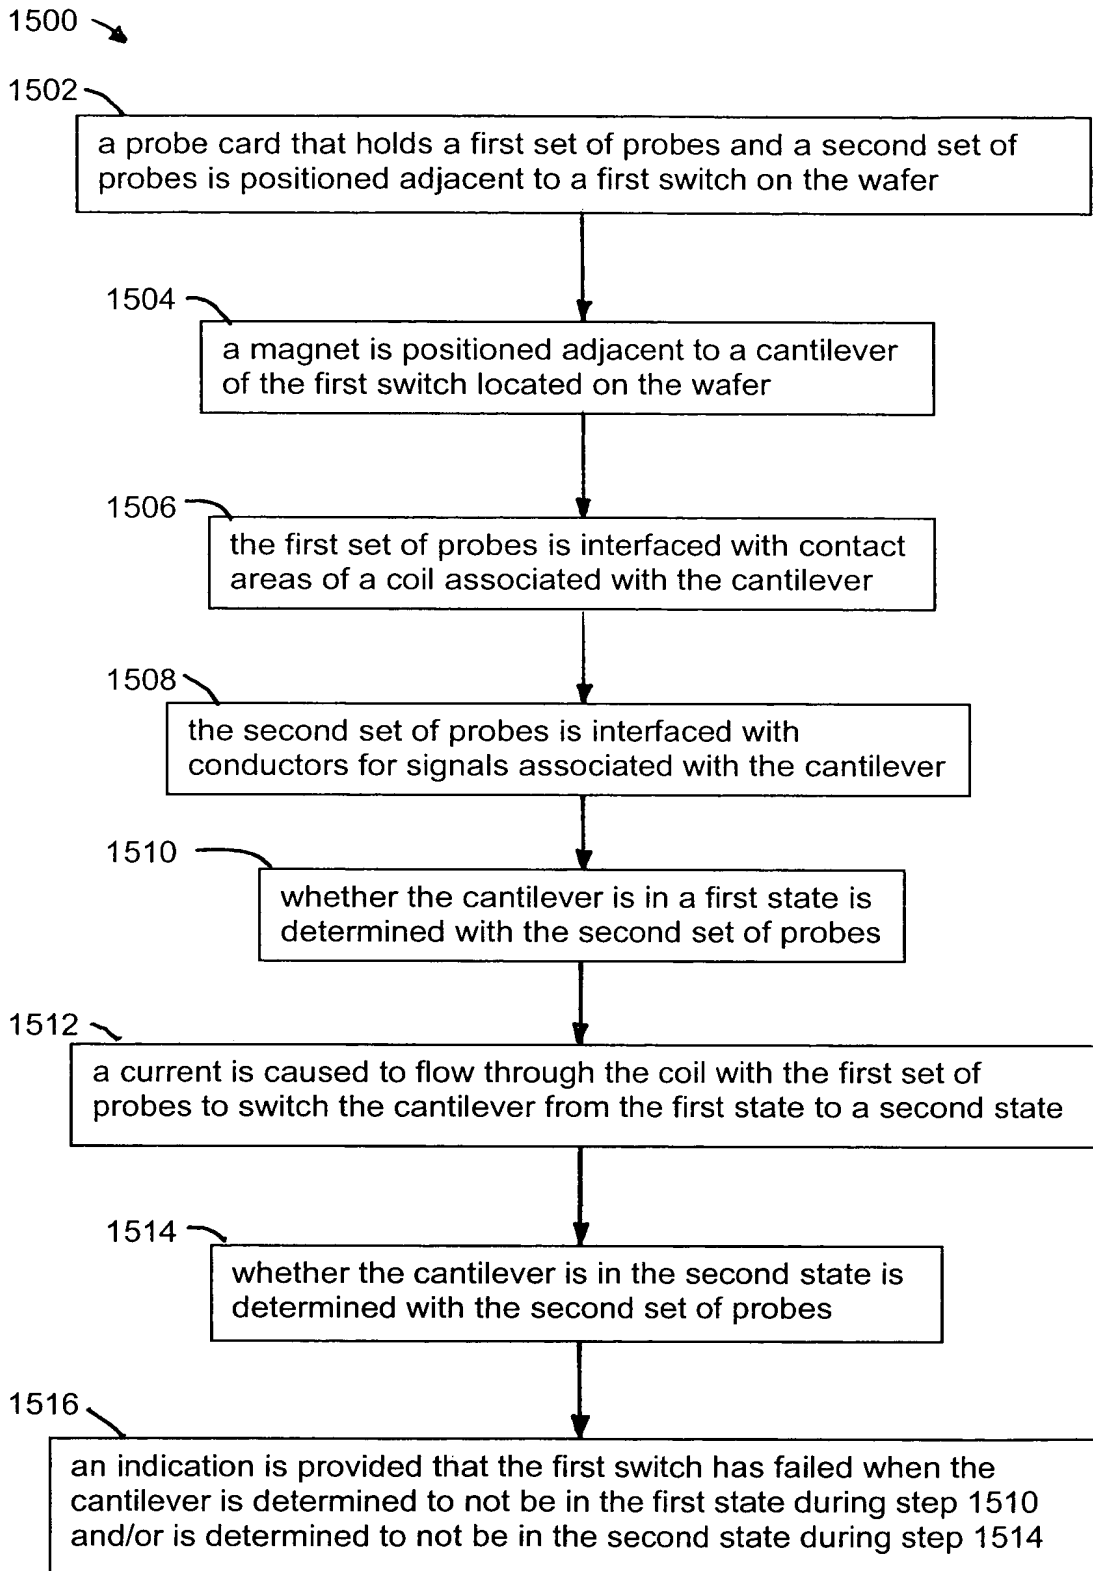 1500
1502
a probe card that holds a first set of probes and a second set of
probes is positioned adjacent to a first switch on the wafer
1504
a magnet is positioned adjacent to a cantilever
of the first switch located on the wafer
1506
the first set of probes is interfaced with contact
areas of a coil associated with the cantilever
1508
the second set of probes is interfaced with
conductors for signals associated with the cantilever
1510
whether the cantilever is in a first state is
determined with the second set of probes
1512
a current is caused to flow through the coil with the first set of
probes to switch the cantilever from the first state to a second state
1514
whether the cantilever is in the second state is
determined with the second set of probes
1516
an indication is provided that the first switch has failed when the
cantilever is determined to not be in the first state during step 1510
and/or is determined to not be in the second state during step 1514